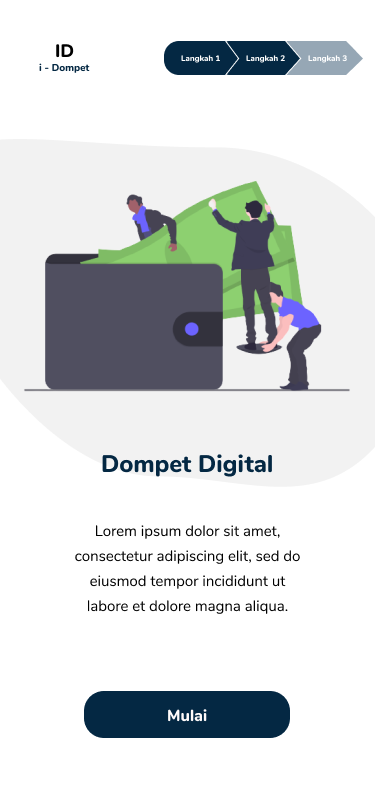 ID
i - Dompet
Langkah 1
Langkah 2
Langkah 3
Dompet Digital
Lorem ipsum dolor sit amet,
consectetur adipiscing elit, sed do
eiusmod tempor incididunt ut
labore et dolore magna aliqua.
Mulai